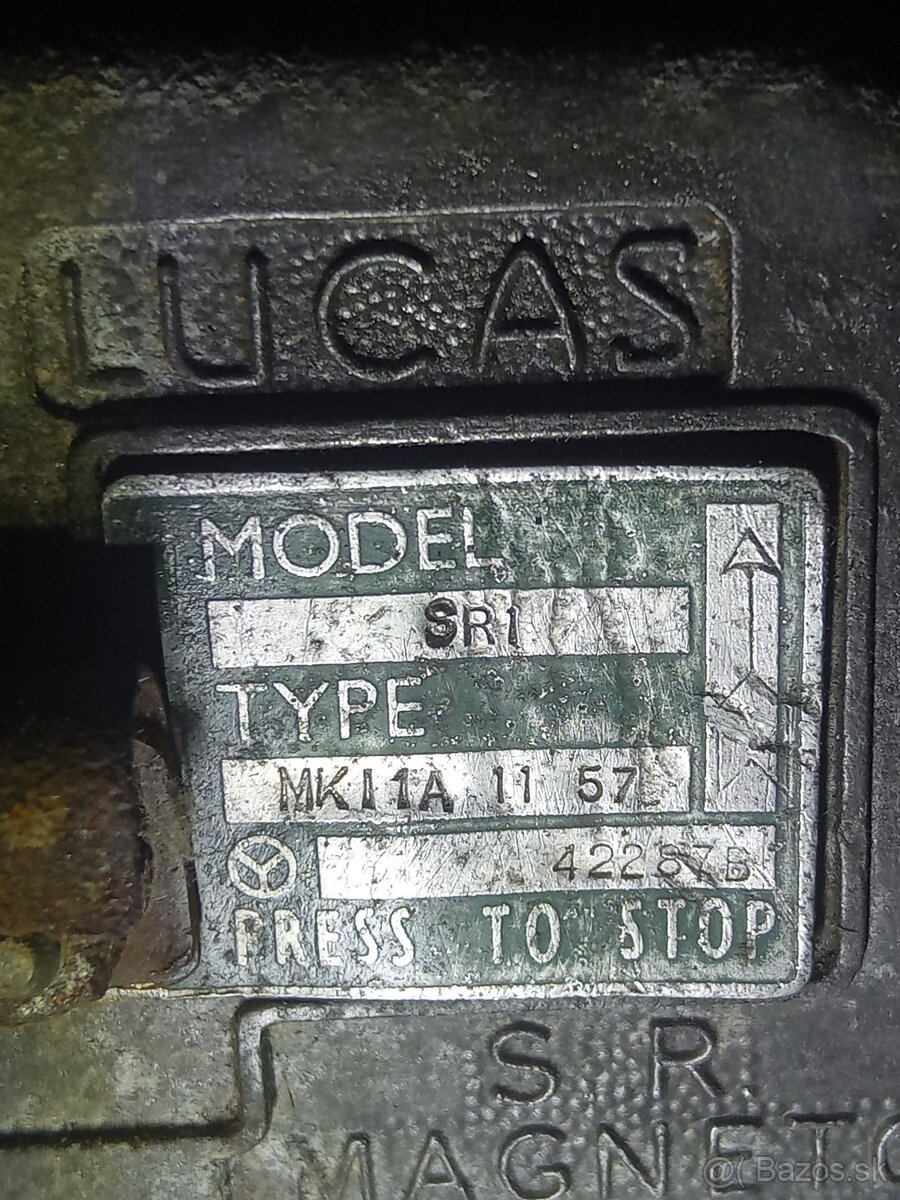 LUCAS
MODEL
SR1
TYPE
MK11A 11 57
42287B
PRESS TO STOP
S.R.
MAGNETO
@( Bazos.sk